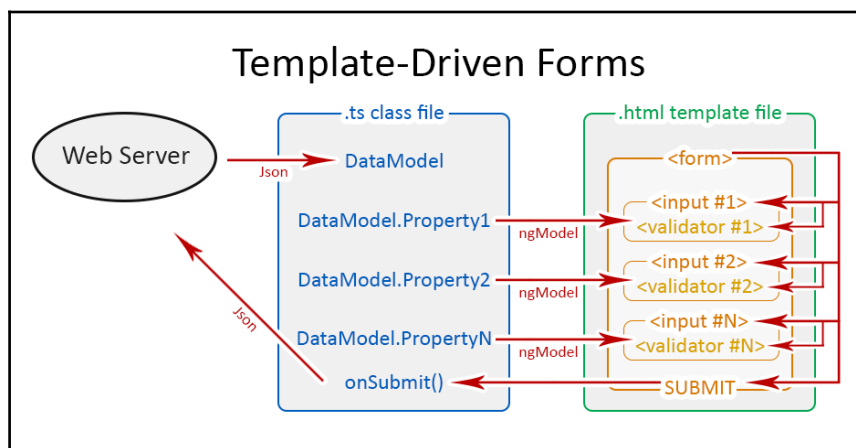 Template-Driven Forms
Web Server
Json
Json
.ts class file
DataModel
DataModel.Property1
DataModel.Property2
DataModel.PropertyN
onSubmit()
ngModel
ngModel
ngModel
.html template file
<form>
<input #1>
<validator #1>
<input #2>
<validator #2>
<input #N>
<validator #N>
SUBMIT